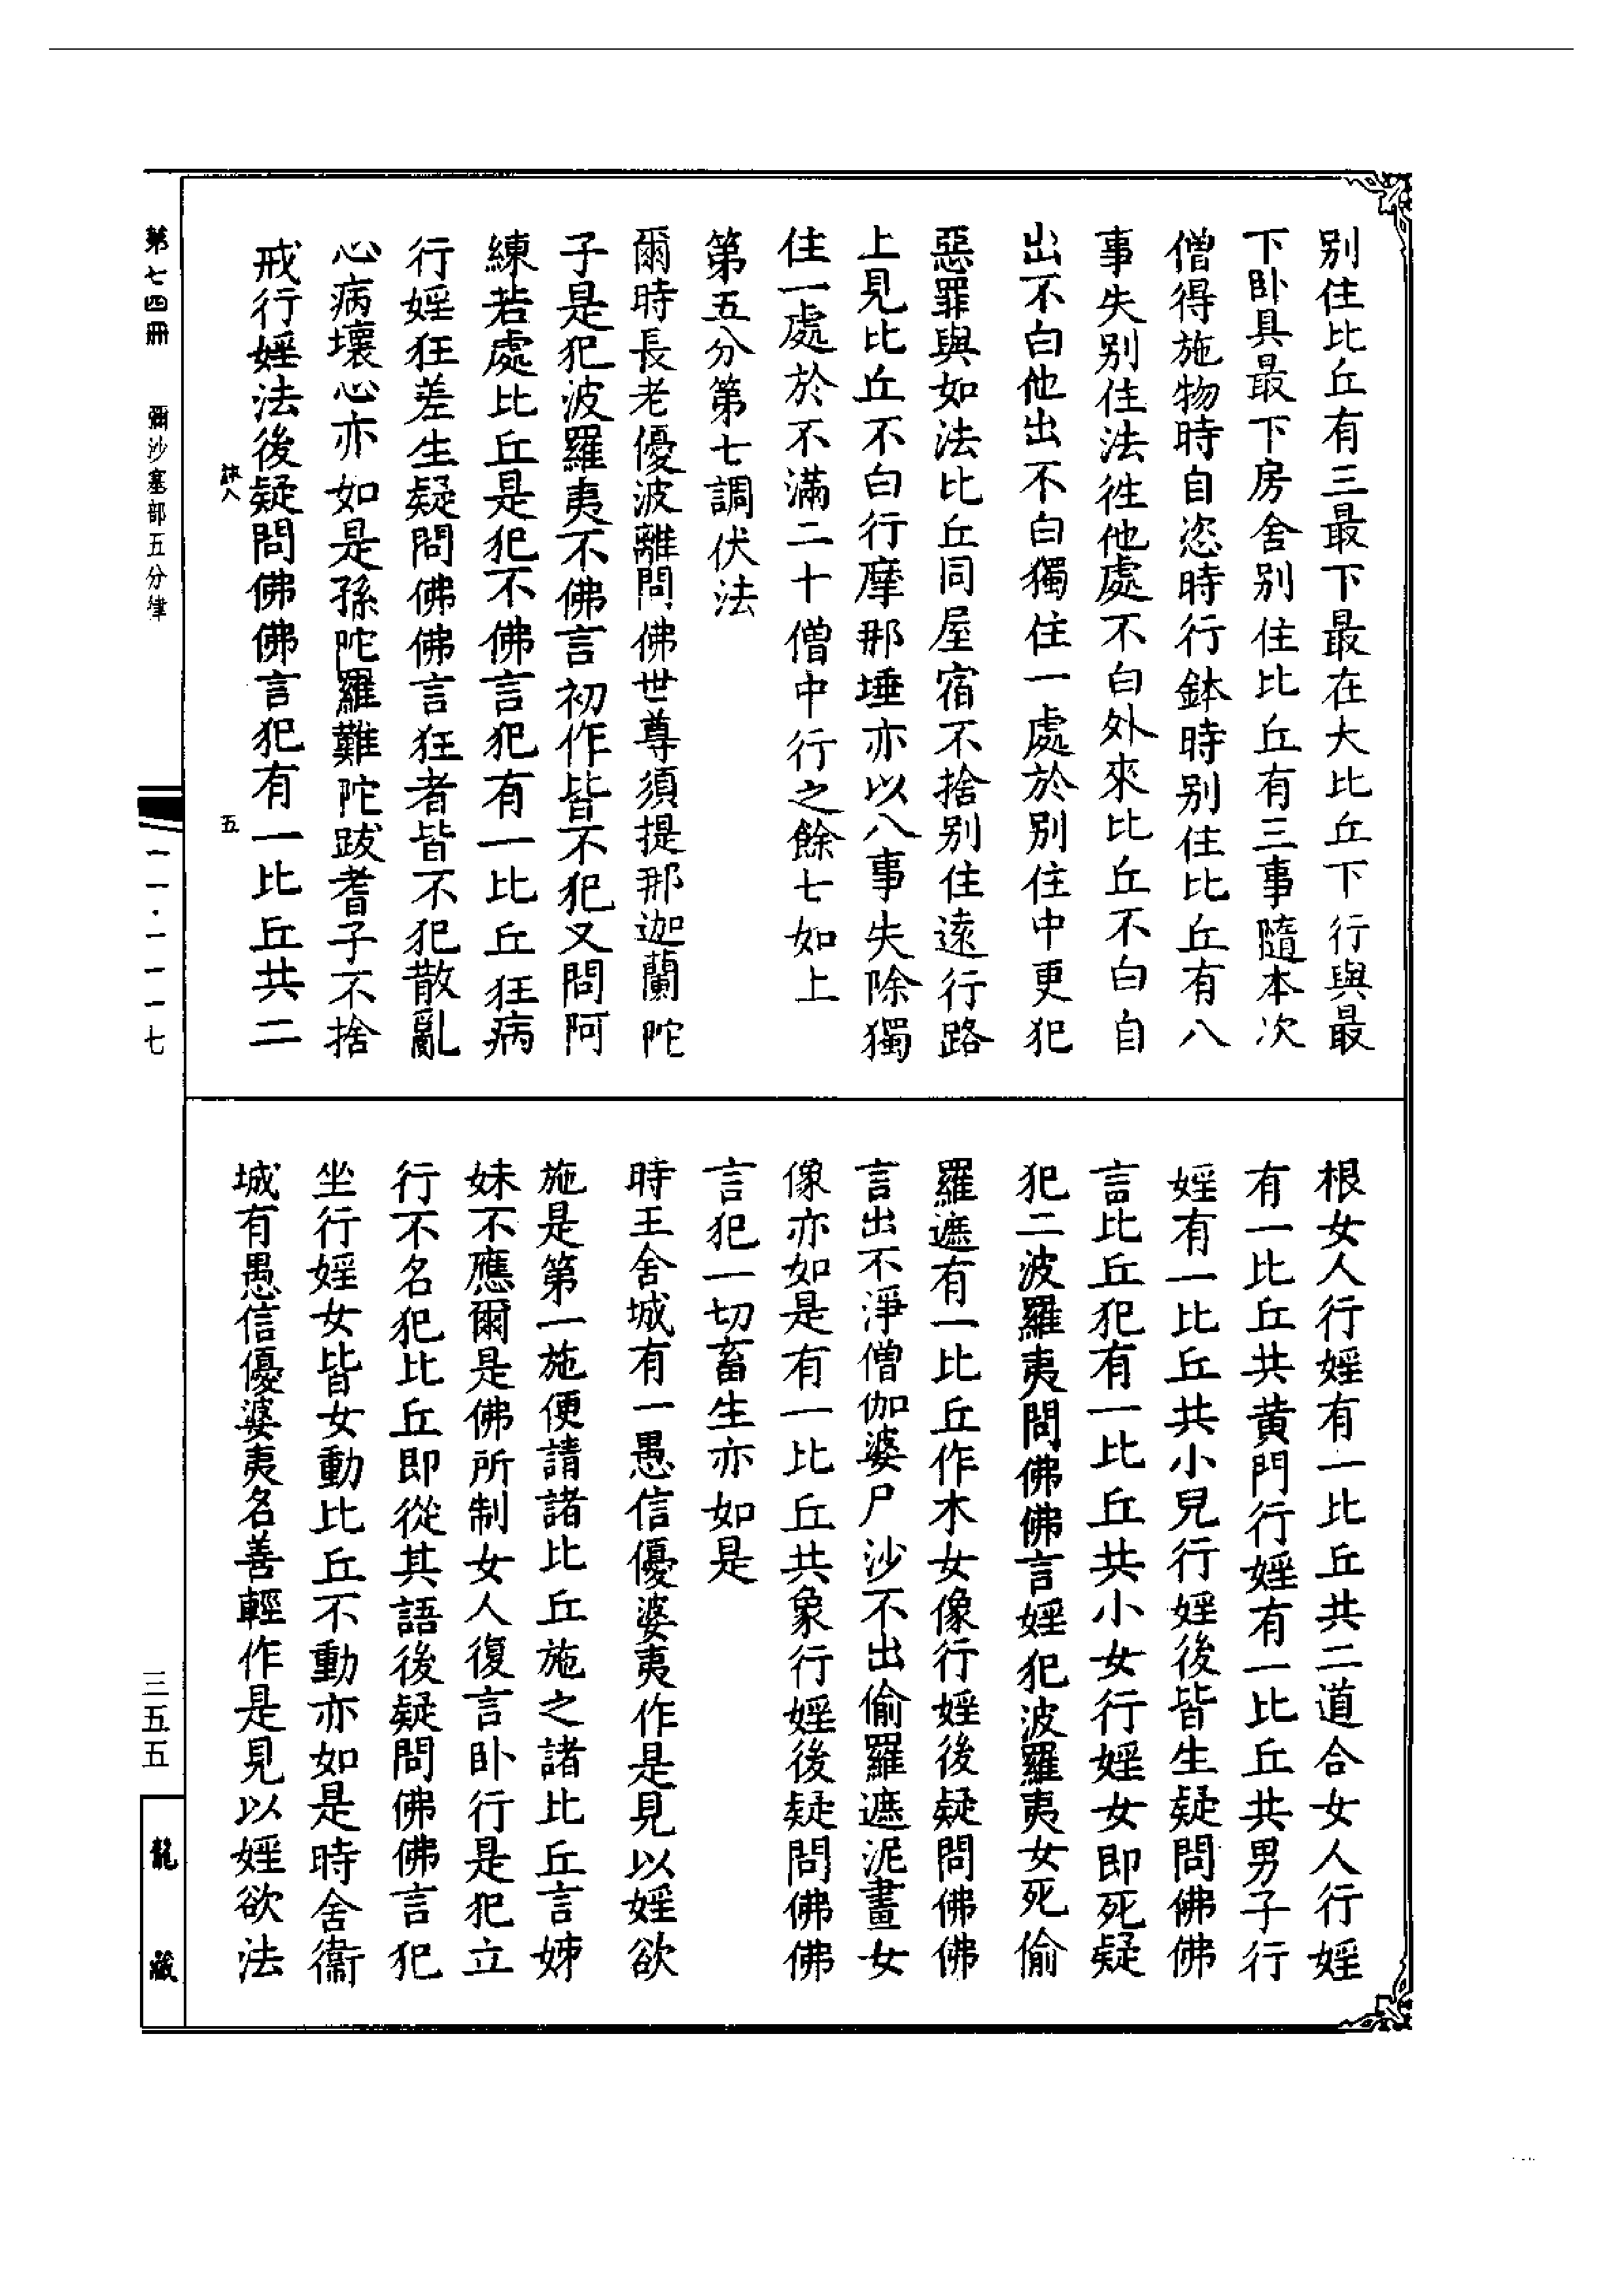 別住比丘有三最下最在大比丘下行與最
下臥具最下房舍別住比丘有三事隨本次
僧得施物時自恣時行鉢時別住比丘有八
事失別住法徃他處不白外來比丘不白自
出不白他出不白獨住一處於別住中更犯
惡罪與如法比丘同屋宿不捨別住遠行路
上見比丘不白行摩那埵亦以八事失除獨
住一處於不滿二十僧中行之餘七如上
第五分第七調伏法
爾時長老優波離問佛世尊須提那迦蘭陀
子是犯波羅夷不佛言初作皆不犯又問阿
練若處比丘是犯不佛言犯有一比丘狂病
行婬狂差生疑問佛佛言狂者皆不犯散亂
心病壞心亦如是孫陀羅難陀跋耆子不捨
戒行婬法後疑問佛佛言犯有一比丘共二
五
根女人行婬有一比丘共二道合女人行婬
有一比丘共黃門行婬有一比丘共男子行
婬有一比丘共小兒行婬後皆生疑問佛佛
言比丘犯有一比丘共小女行婬女即死疑
犯二波羅夷問佛佛言婬犯波羅夷女死偷
羅遮有一比丘作木女像行婬後疑問佛佛
言出不淨僧伽婆尸沙不出偷羅遮泥畫女
像亦如是有一比丘共象行婬後疑問佛佛
言犯一切畜生亦如是
時王舍城有一愚信優婆夷作是見以婬欲
施是第一施便請諸比丘施之諸比丘言姊
妹不應爾是佛所制女人復言臥行是犯立
行不名犯比丘即從其語後疑問佛佛言犯
坐行婬女皆女動比丘不動亦如是時舍衞
城有愚信優婆夷名善輕作是見以婬欲法
第七四冊　彌沙塞部五分律
一一·一一一七
三五五
龍藏